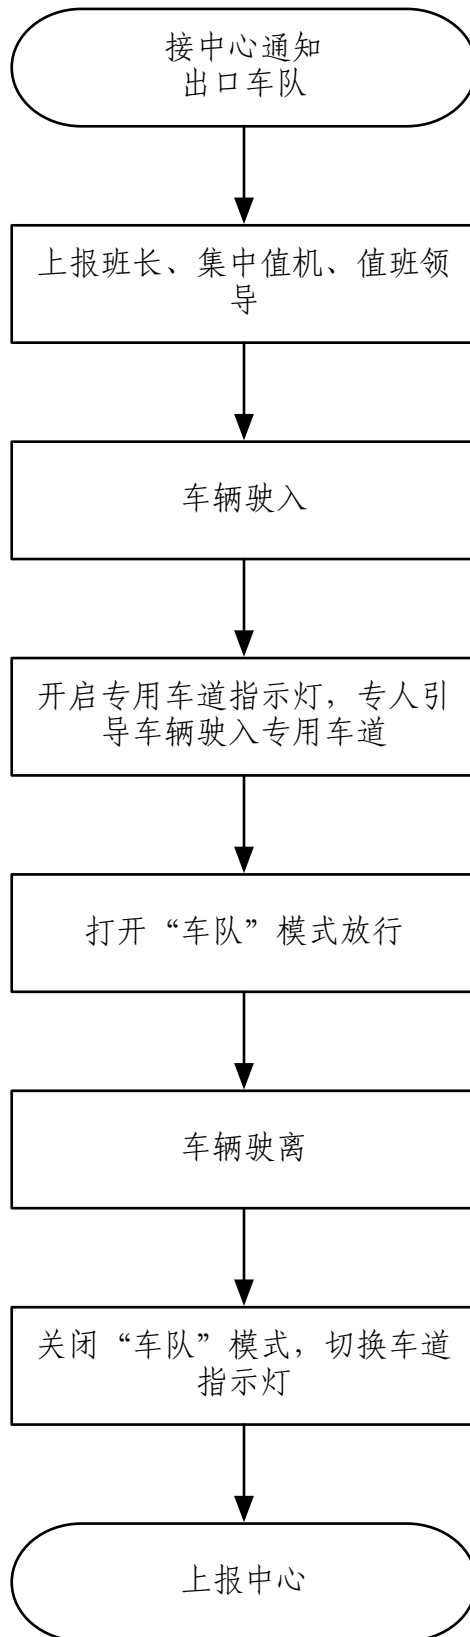 接中心通知
出口车队
上报班长、集中值机、值班领
导
车辆驶入
开启专用车道指示灯，专人引
导车辆驶入专用车道
打开“车队”模式放行
车辆驶离
关闭“车队”模式，切换车道
指示灯
上报中心